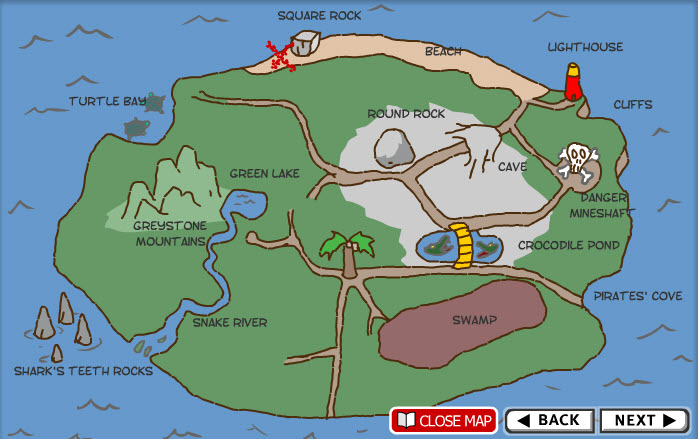 SQUARE ROCK
BEACH
LIGHTHOUSE
TURTLE BAY
CLIFFS
ROUND ROCK
CAVE
GREEN LAKE
DANGER
MINESHAFT
GREYSTONE
MOUNTAINS
CROCODILE POND
PIRATES' COVE
SNAKE RIVER
SWAMP
SHARK'S TEETH ROCKS
CLOSE MAP
BACK
NEXT